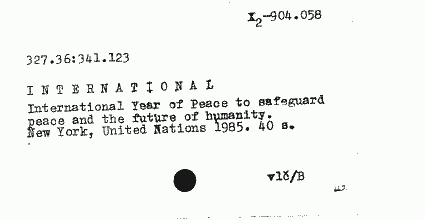 I2-904.058
327.36:341.123
I N T E R N A T I O N A L
International Year of Peace to safeguard
peace and the future of humanity.
New York, United Nations 1985. 40 s.
v18/B